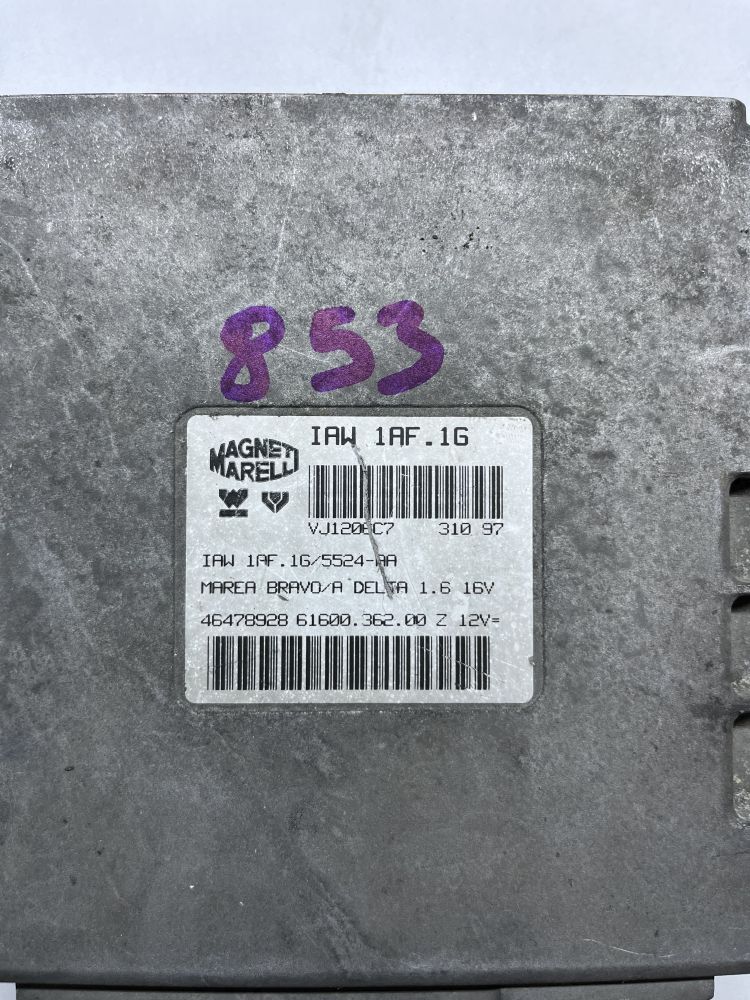 853
IAW 1AF.1G
MAGNETI
MARELLI
310 97
IAW 1AF.1G/5524-AA
MAREA BRAVO/A DELTA 1.6 16V
46478928 61600.362.00 Z 12V=